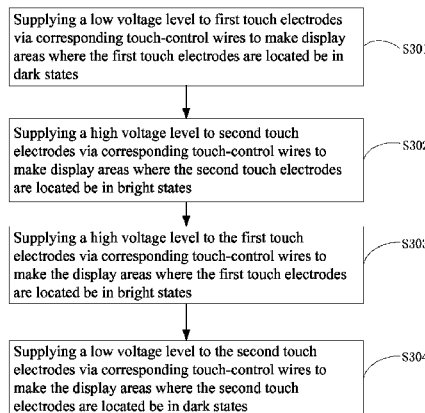 Supplying a low voltage level to first touch electrodes
via corresponding touch-control wires to make display
areas where the first touch electrodes are located be in
dark states
S301
Supplying a high voltage level to second touch
electrodes via corresponding touch-control wires to
make display areas where the second touch electrodes
are located be in bright states
S302
Supplying a high voltage level to the first touch
electrodes via corresponding touch-control wires to
make the display areas where the first touch electrodes
are located be in bright states
S303
Supplying a low voltage level to the second touch
electrodes via corresponding touch-control wires to
make the display areas where the second touch
electrodes are located be in dark states
S304